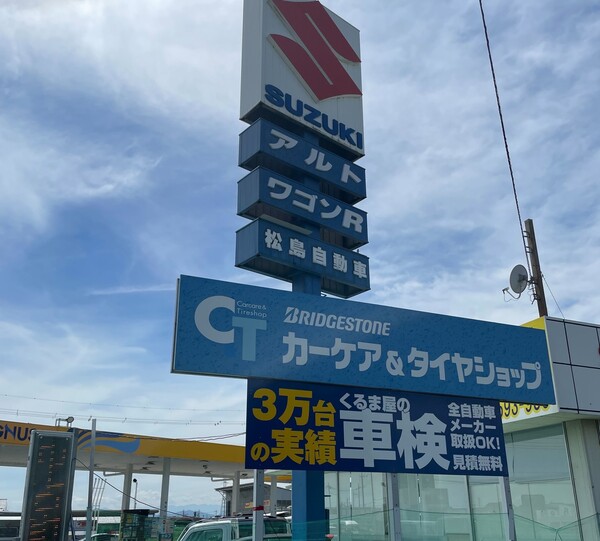 SUZUKI
アルト
ワゴンR
松島自動車
Carcare &
Tireshop
CT
BRIDGESTONE
カーケア&タイヤショップ
3万台
の実績
くるま屋の
車検
全自動車
メーカー
取扱OK!
見積無料
GNUS